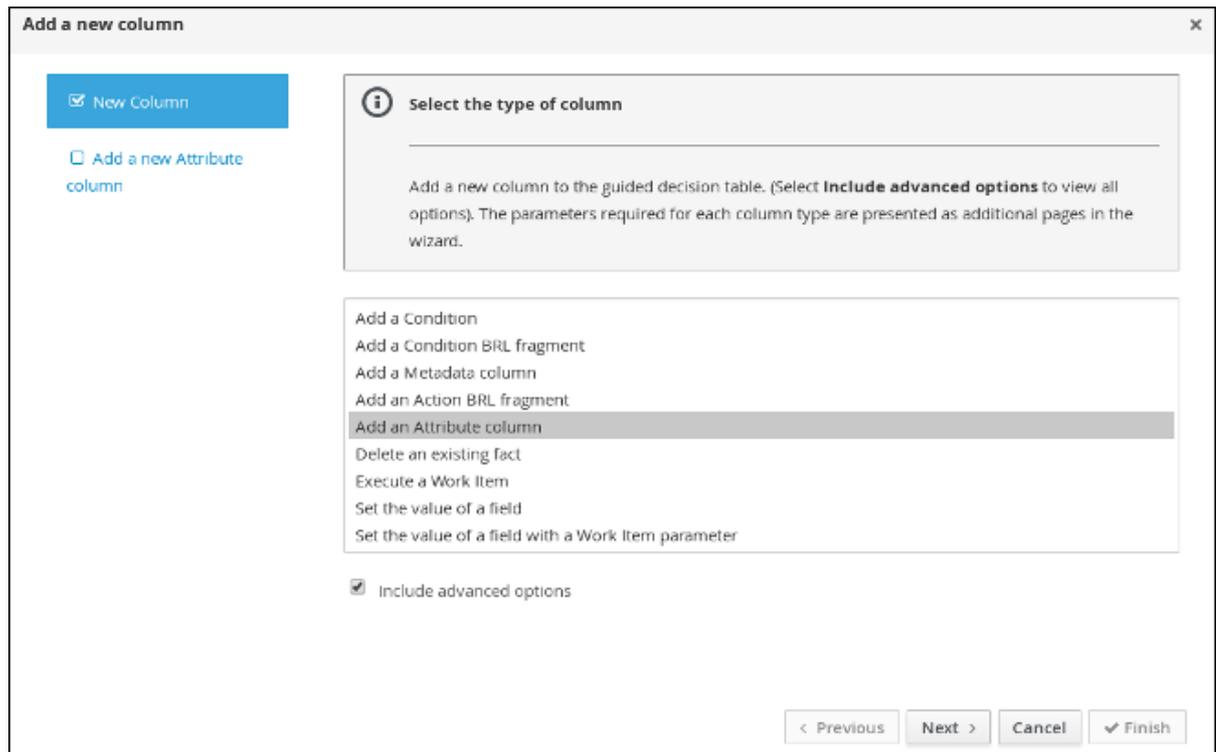 Add a new column
New Column
Add a new Attribute
column
Select the type of column
Add a new column to the guided decision table. (Select Include advanced options to view all
options). The parameters required for each column type are presented as additional pages in the
wizard.
Add a Condition
Add a Condition BRL fragment
Add a Metadata column
Add an Action BRL fragment
Add an Attribute column
Delete an existing fact
Execute a Work Item
Set the value of a field
Set the value of a field with a Work Item parameter
Include advanced options
< Previous Next > Cancel Finish